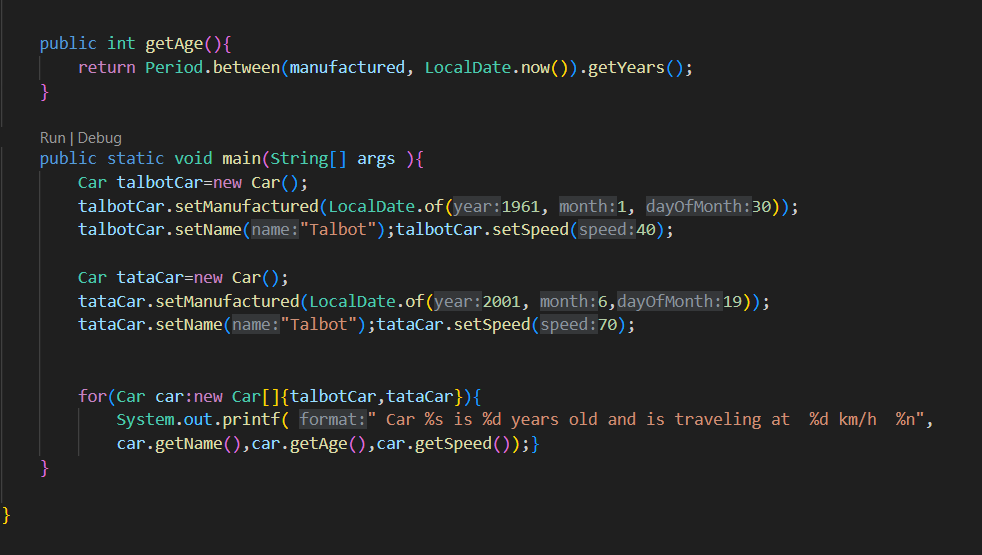 public int getAge(){
return Period.between(manufactured, LocalDate.now()).getYears();
}
Run | Debug
public static void main(String[] args ){
Car talbotCar=new Car();
talbotCar.setManufactured(LocalDate.of(year:1961, month:1, dayOfMonth:30));
talbotCar.setName(name:"Talbot");talbotCar.setSpeed(speed:40);
Car tataCar=new Car();
tataCar.setManufactured(LocalDate.of(year:2001, month:6,dayOfMonth:19));
tataCar.setName(name:"Talbot");tataCar.setSpeed(speed:70);
for(Car car:new Car[]{talbotCar,tataCar}){
System.out.printf( format:" Car %s is %d years old and is traveling at  %d km/h  %n",
car.getName(),car.getAge(),car.getSpeed());}
}
}